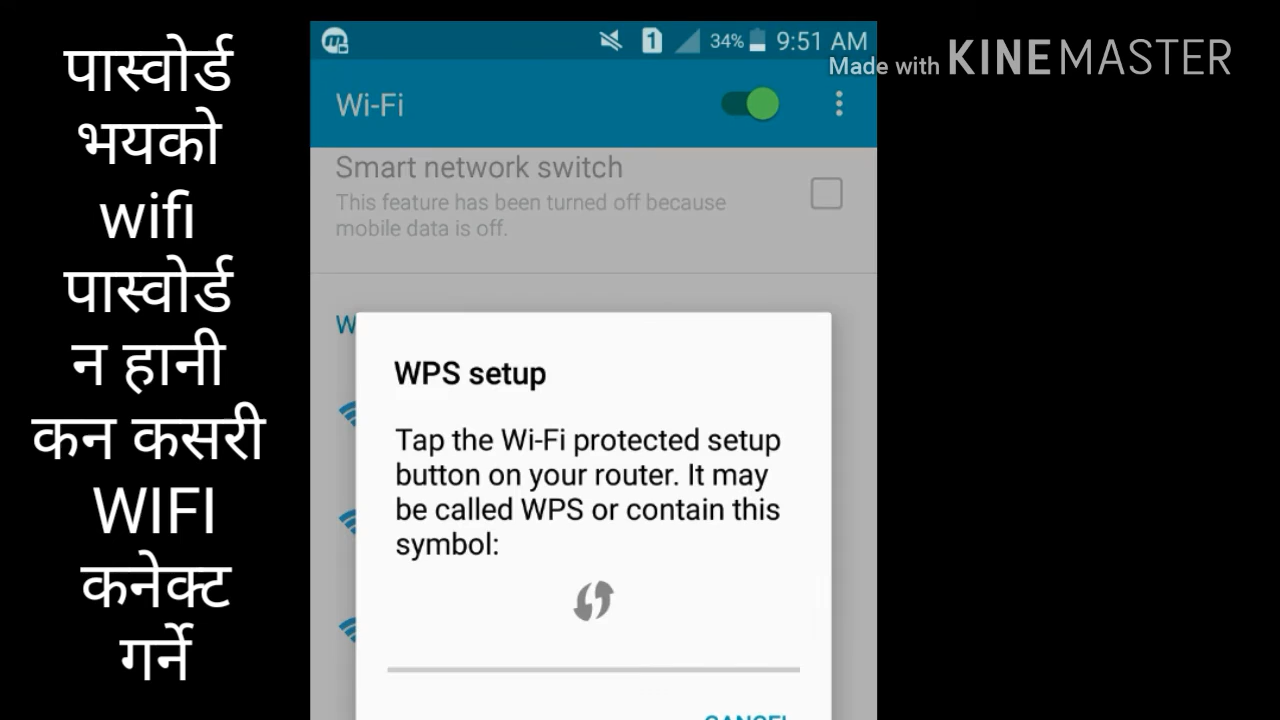 पास्वोर्ड
भयको
wifi
पास्वोर्ड
न हानी
कन कसरी
WIFI
कनेक्ट
गर्ने
1 34% 9:51 AM
Made with KINEMASTER
Wi-Fi
Smart network switch
This feature has been turned off because
mobile data is off.
W
WPS setup
Tap the Wi-Fi protected setup
button on your router. It may
be called WPS or contain this
symbol:
CANCEL